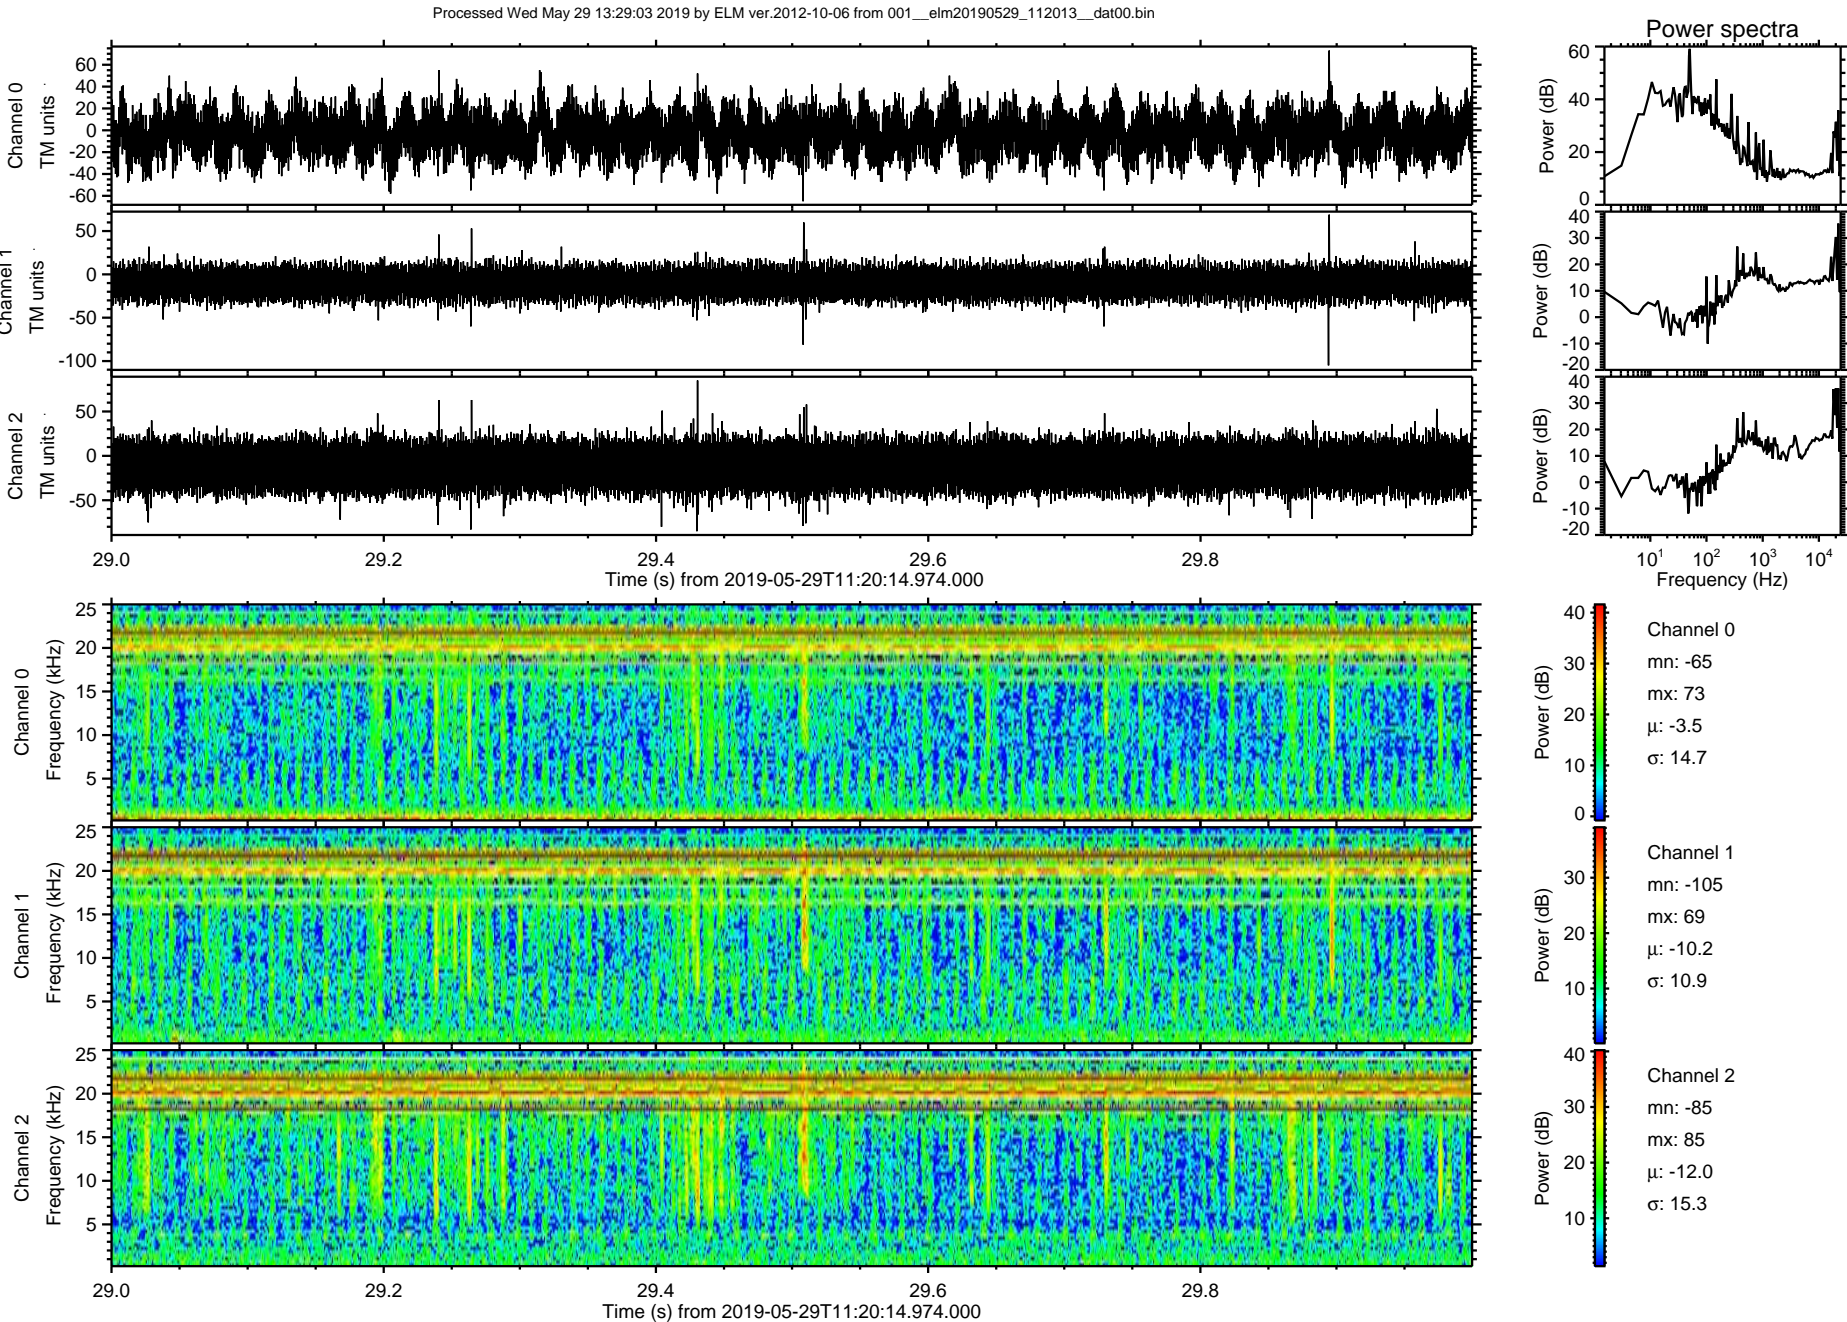 Processed Wed May 29 13:29:03 2019 by ELM ver.2012-10-06 from 001__elm20190529_112013__dat00.bin
Power spectra
Channel 0
TM units
60
40
20
0
-20
-40
-60
Power (dB)
60
40
20
0
Channel 1
TM units
50
0
-50
-100
Power (dB)
40
30
20
10
0
-10
-20
Channel 2
TM units
50
0
-50
Power (dB)
40
30
20
10
0
-10
-20
29.0 29.2 29.4 29.6 29.8
Time (s) from 2019-05-29T11:20:14.974.000
10^1 10^2 10^3 10^4
Frequency (Hz)
Channel 0
Frequency (kHz)
25
20
15
10
5
Power (dB)
40
30
20
10
0
Channel 0
mn: -65
mx: 73
μ: -3.5
σ: 14.7
Channel 1
Frequency (kHz)
25
20
15
10
5
Power (dB)
30
20
10
Channel 1
mn: -105
mx: 69
μ: -10.2
σ: 10.9
Channel 2
Frequency (kHz)
25
20
15
10
5
Power (dB)
40
30
20
10
Channel 2
mn: -85
mx: 85
μ: -12.0
σ: 15.3
29.0 29.2 29.4 29.6 29.8
Time (s) from 2019-05-29T11:20:14.974.000